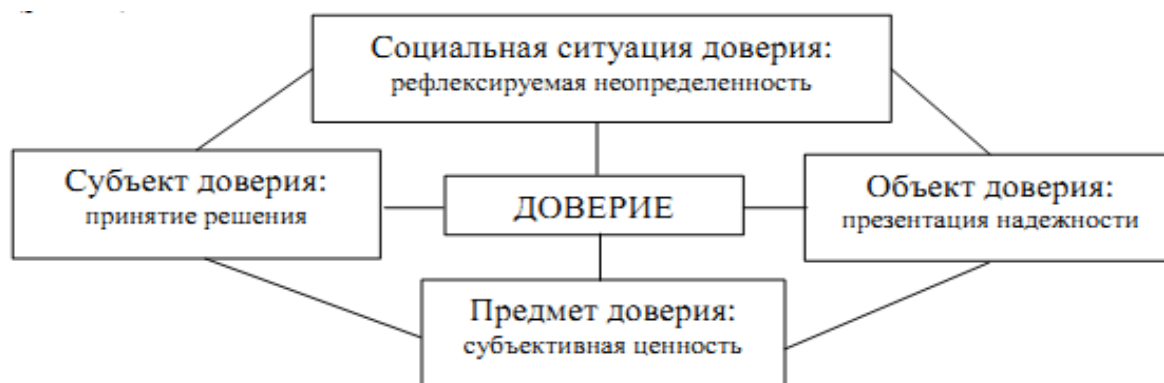 Социальная ситуация доверия:
рефлексируемая неопределенность
Субъект доверия:
принятие решения
ДОВЕРИЕ
Объект доверия:
презентация надежности
Предмет доверия:
субъективная ценность